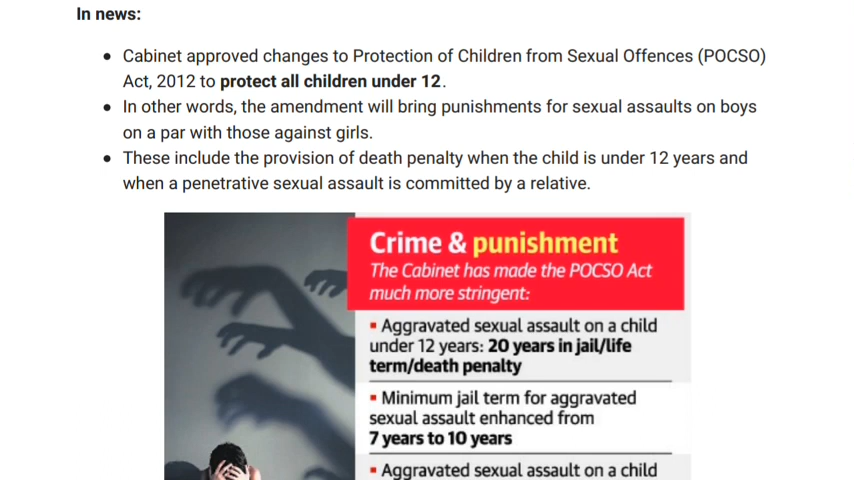 In news:
• Cabinet approved changes to Protection of Children from Sexual Offences (POCSO)
Act, 2012 to protect all children under 12.
• In other words, the amendment will bring punishments for sexual assaults on boys
on a par with those against girls.
• These include the provision of death penalty when the child is under 12 years and
when a penetrative sexual assault is committed by a relative.
Crime & punishment
The Cabinet has made the POCSO Act
much more stringent:
▪ Aggravated sexual assault on a child
under 12 years: 20 years in jail/life
term/death penalty
▪ Minimum jail term for aggravated
sexual assault enhanced from
7 years to 10 years
▪ Aggravated sexual assault on a child